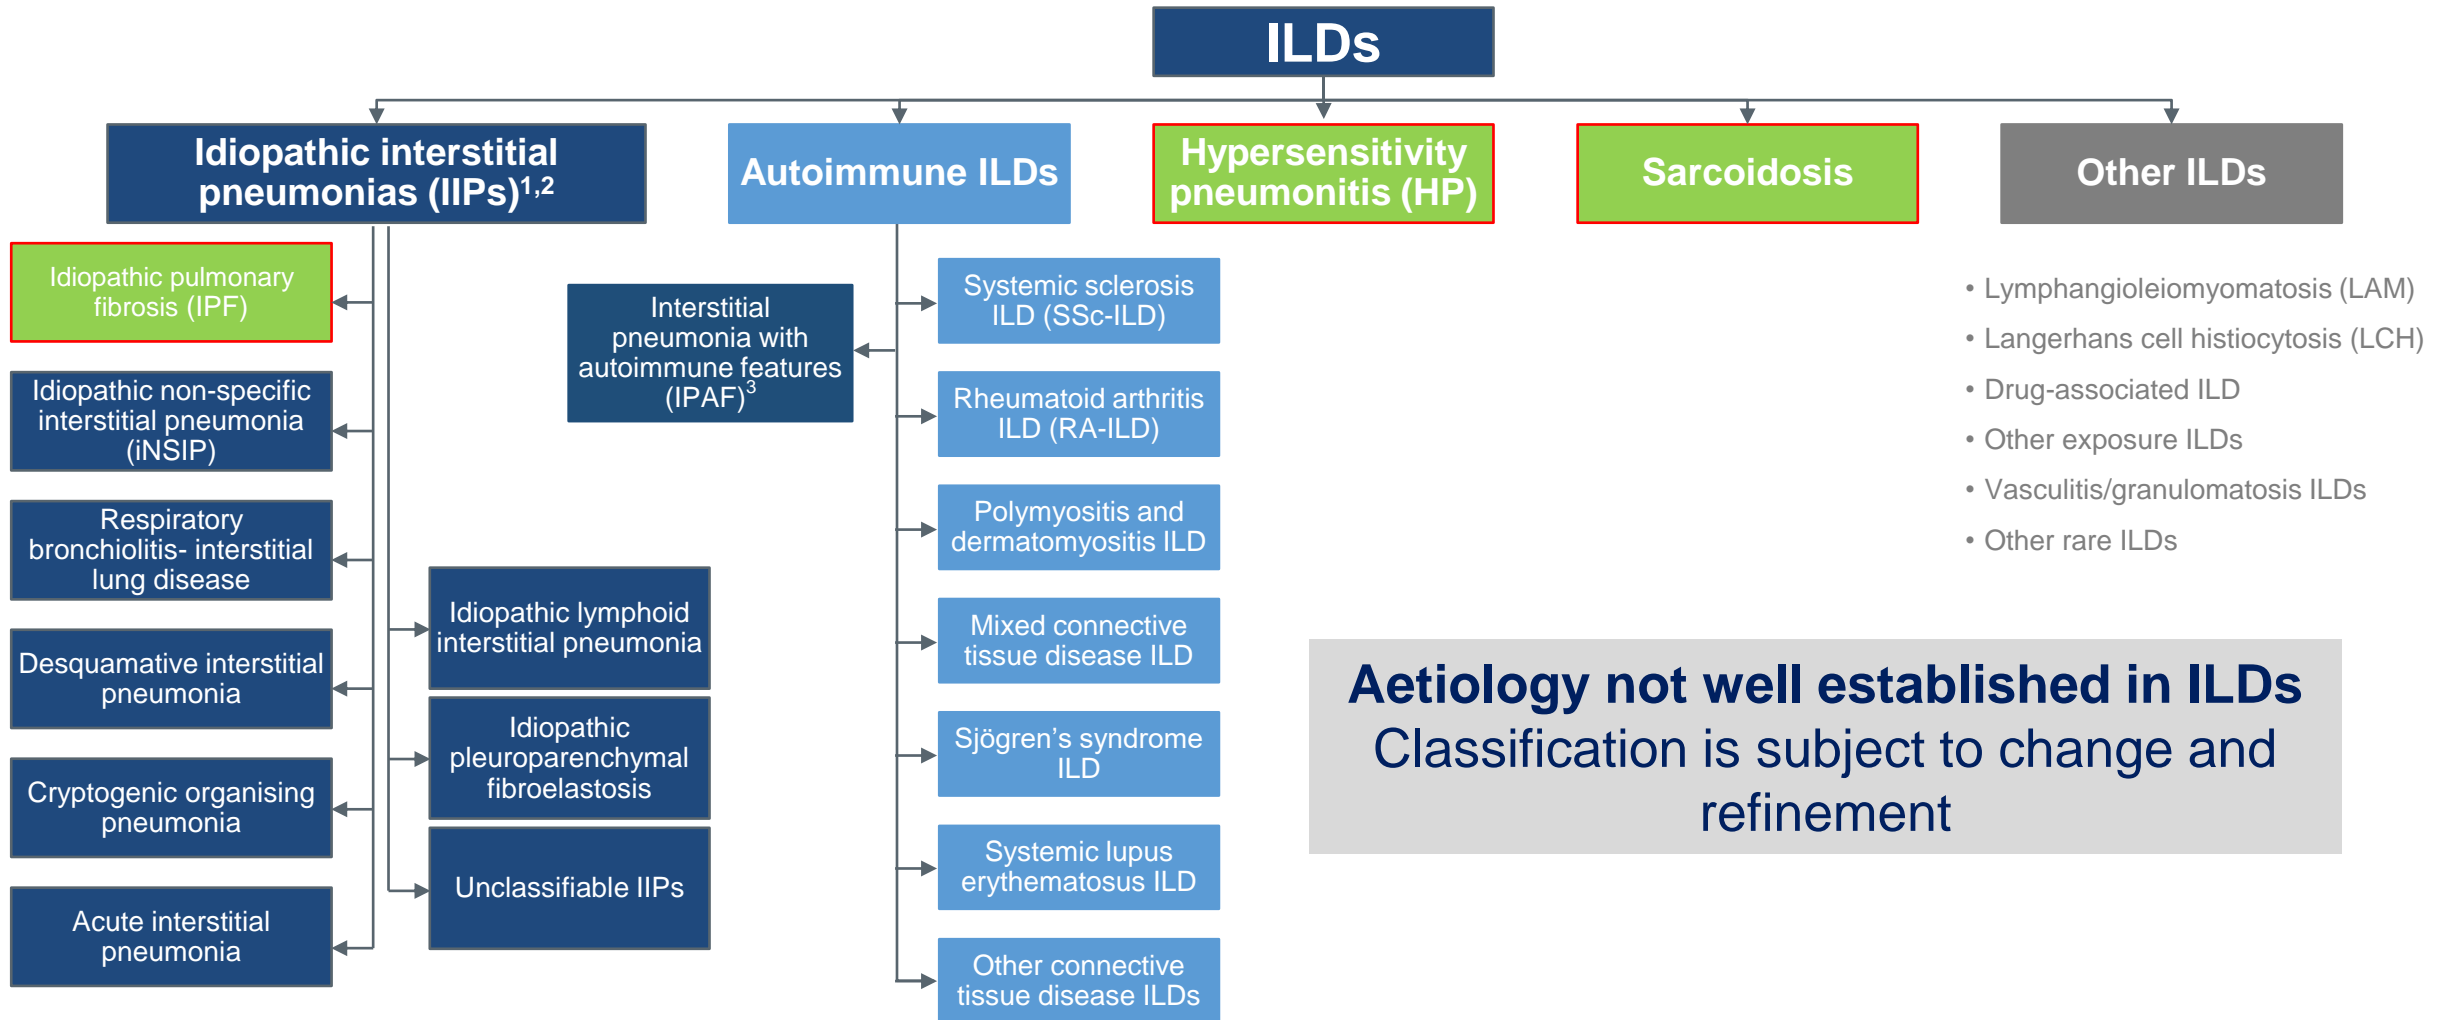 ILDs
Idiopathic interstitial
pneumonias (IIPs)1,2
Autoimmune ILDs
Hypersensitivity
pneumonitis (HP)
Sarcoidosis
Other ILDs
Idiopathic pulmonary
fibrosis (IPF)
Idiopathic non-specific
interstitial pneumonia
(iNSIP)
Respiratory
bronchiolitis- interstitial
lung disease
Desquamative interstitial
pneumonia
Cryptogenic organising
pneumonia
Acute interstitial
pneumonia
Idiopathic lymphoid
interstitial pneumonia
Idiopathic
pleuroparenchymal
fibroelastosis
Unclassifiable IIPs
Interstitial
pneumonia with
autoimmune features
(IPAF)3
Systemic sclerosis
ILD (SSc-ILD)
Rheumatoid arthritis
ILD (RA-ILD)
Polymyositis and
dermatomyositis ILD
Mixed connective
tissue disease ILD
Sjögren’s syndrome
ILD
Systemic lupus
erythematosus ILD
Other connective
tissue disease ILDs
• Lymphangioleiomyomatosis (LAM)
• Langerhans cell histiocytosis (LCH)
• Drug-associated ILD
• Other exposure ILDs
• Vasculitis/granulomatosis ILDs
• Other rare ILDs
Aetiology not well established in ILDs
Classification is subject to change and
refinement